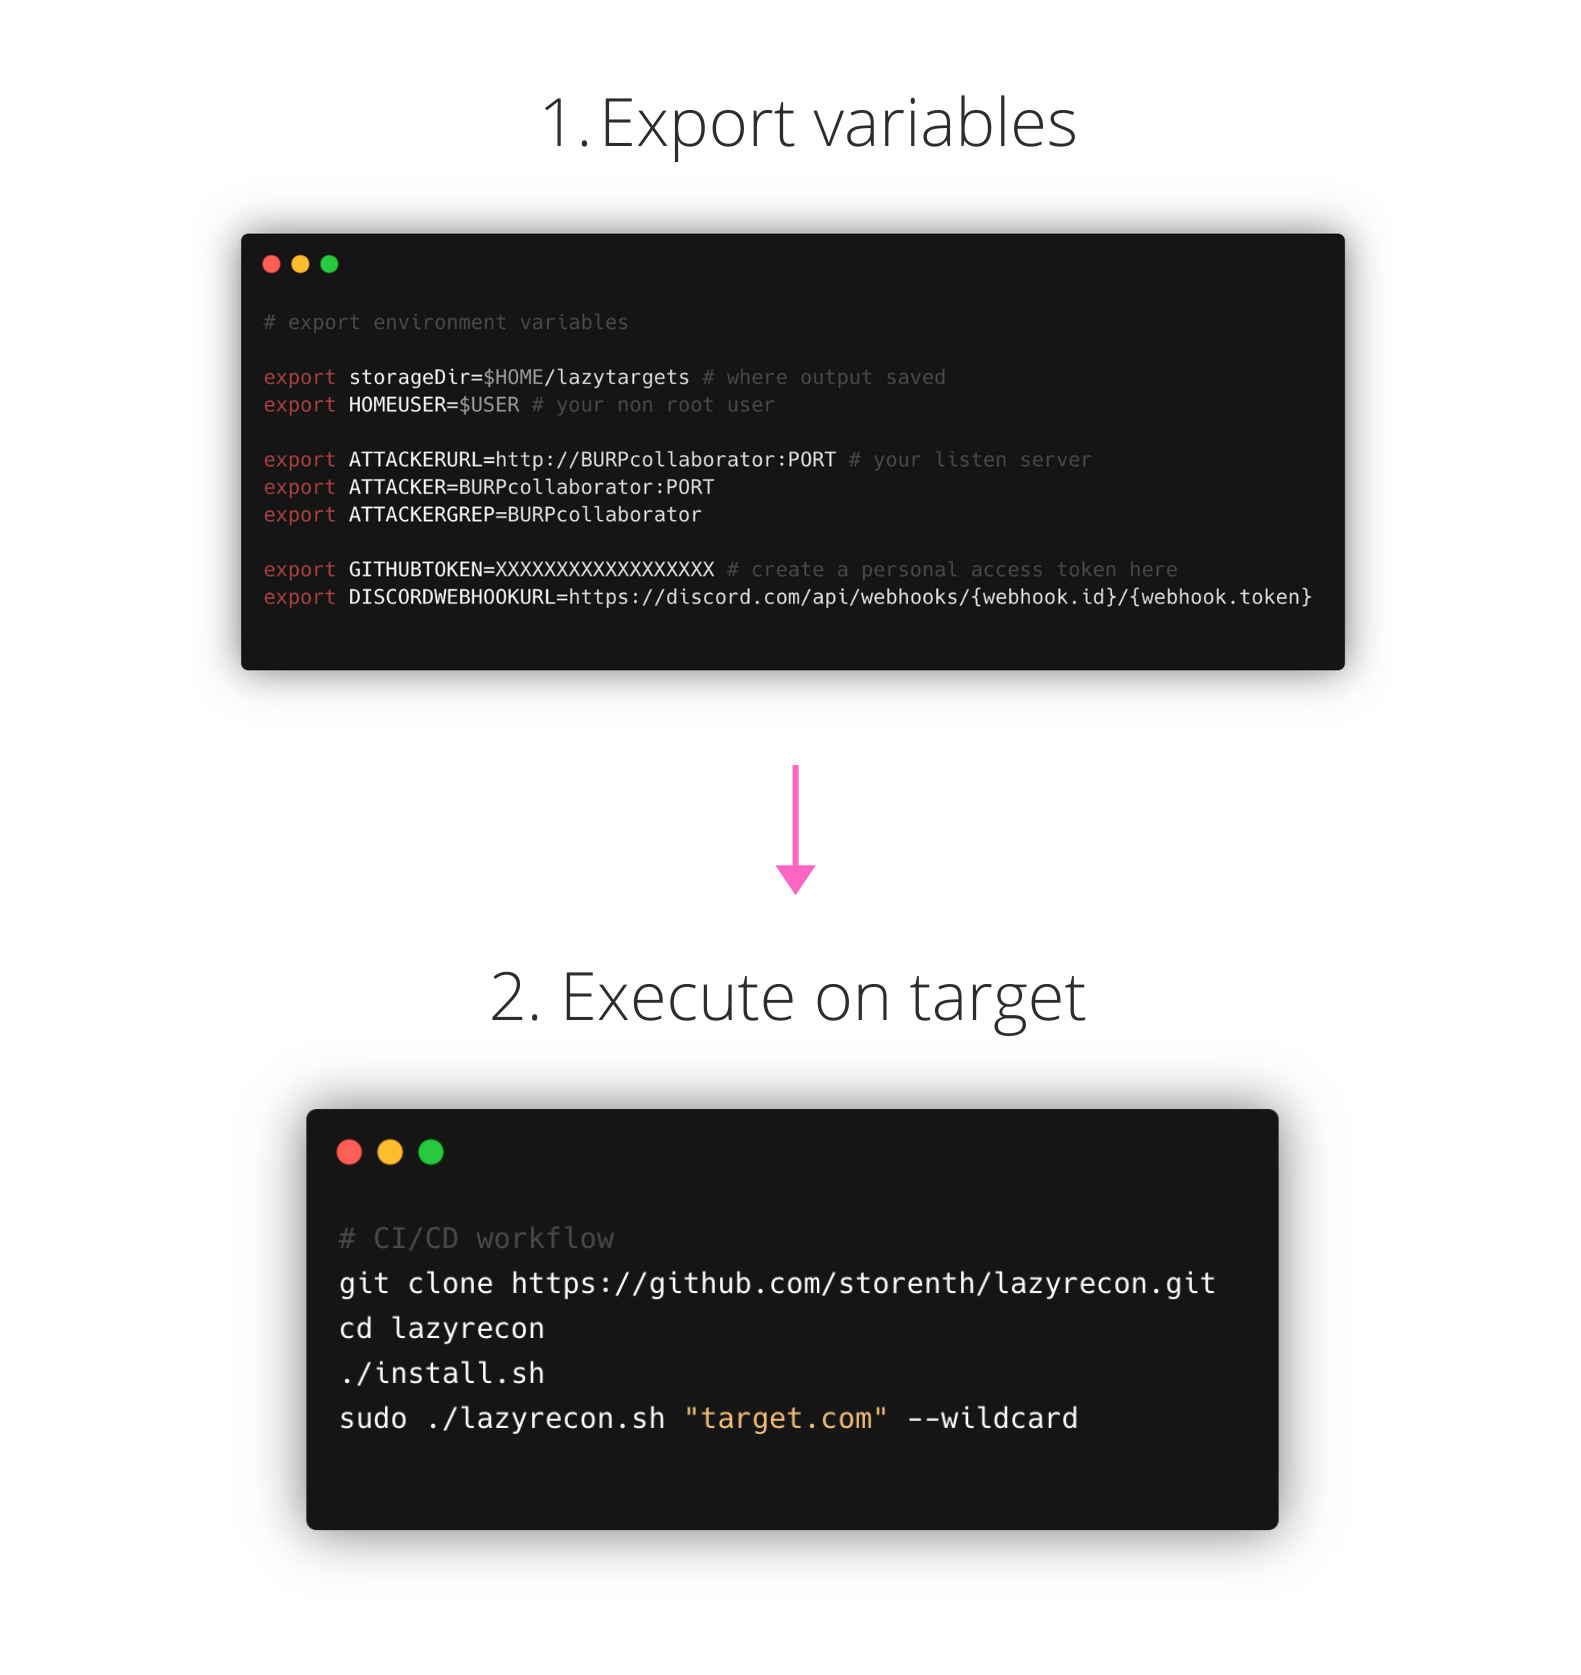 1. Export variables
# export environment variables
export storageDir=$HOME/lazytargets # where output saved
export HOMEUSER=$USER # your non root user
export ATTACKERURL=http://BURPcollaborator:PORT # your listen server
export ATTACKER=BURPcollaborator:PORT
export ATTACKERGREP=BURPcollaborator
export GITHUBTOKEN=XXXXXXXXXXXXXXXXXX # create a personal access token here
export DISCORDWEBHOOKURL=https://discord.com/api/webhooks/{webhook.id}/{webhook.token}
2. Execute on target
# CI/CD workflow
git clone https://github.com/storenth/lazyrecon.git
cd lazyrecon
./install.sh
sudo ./lazyrecon.sh "target.com" --wildcard